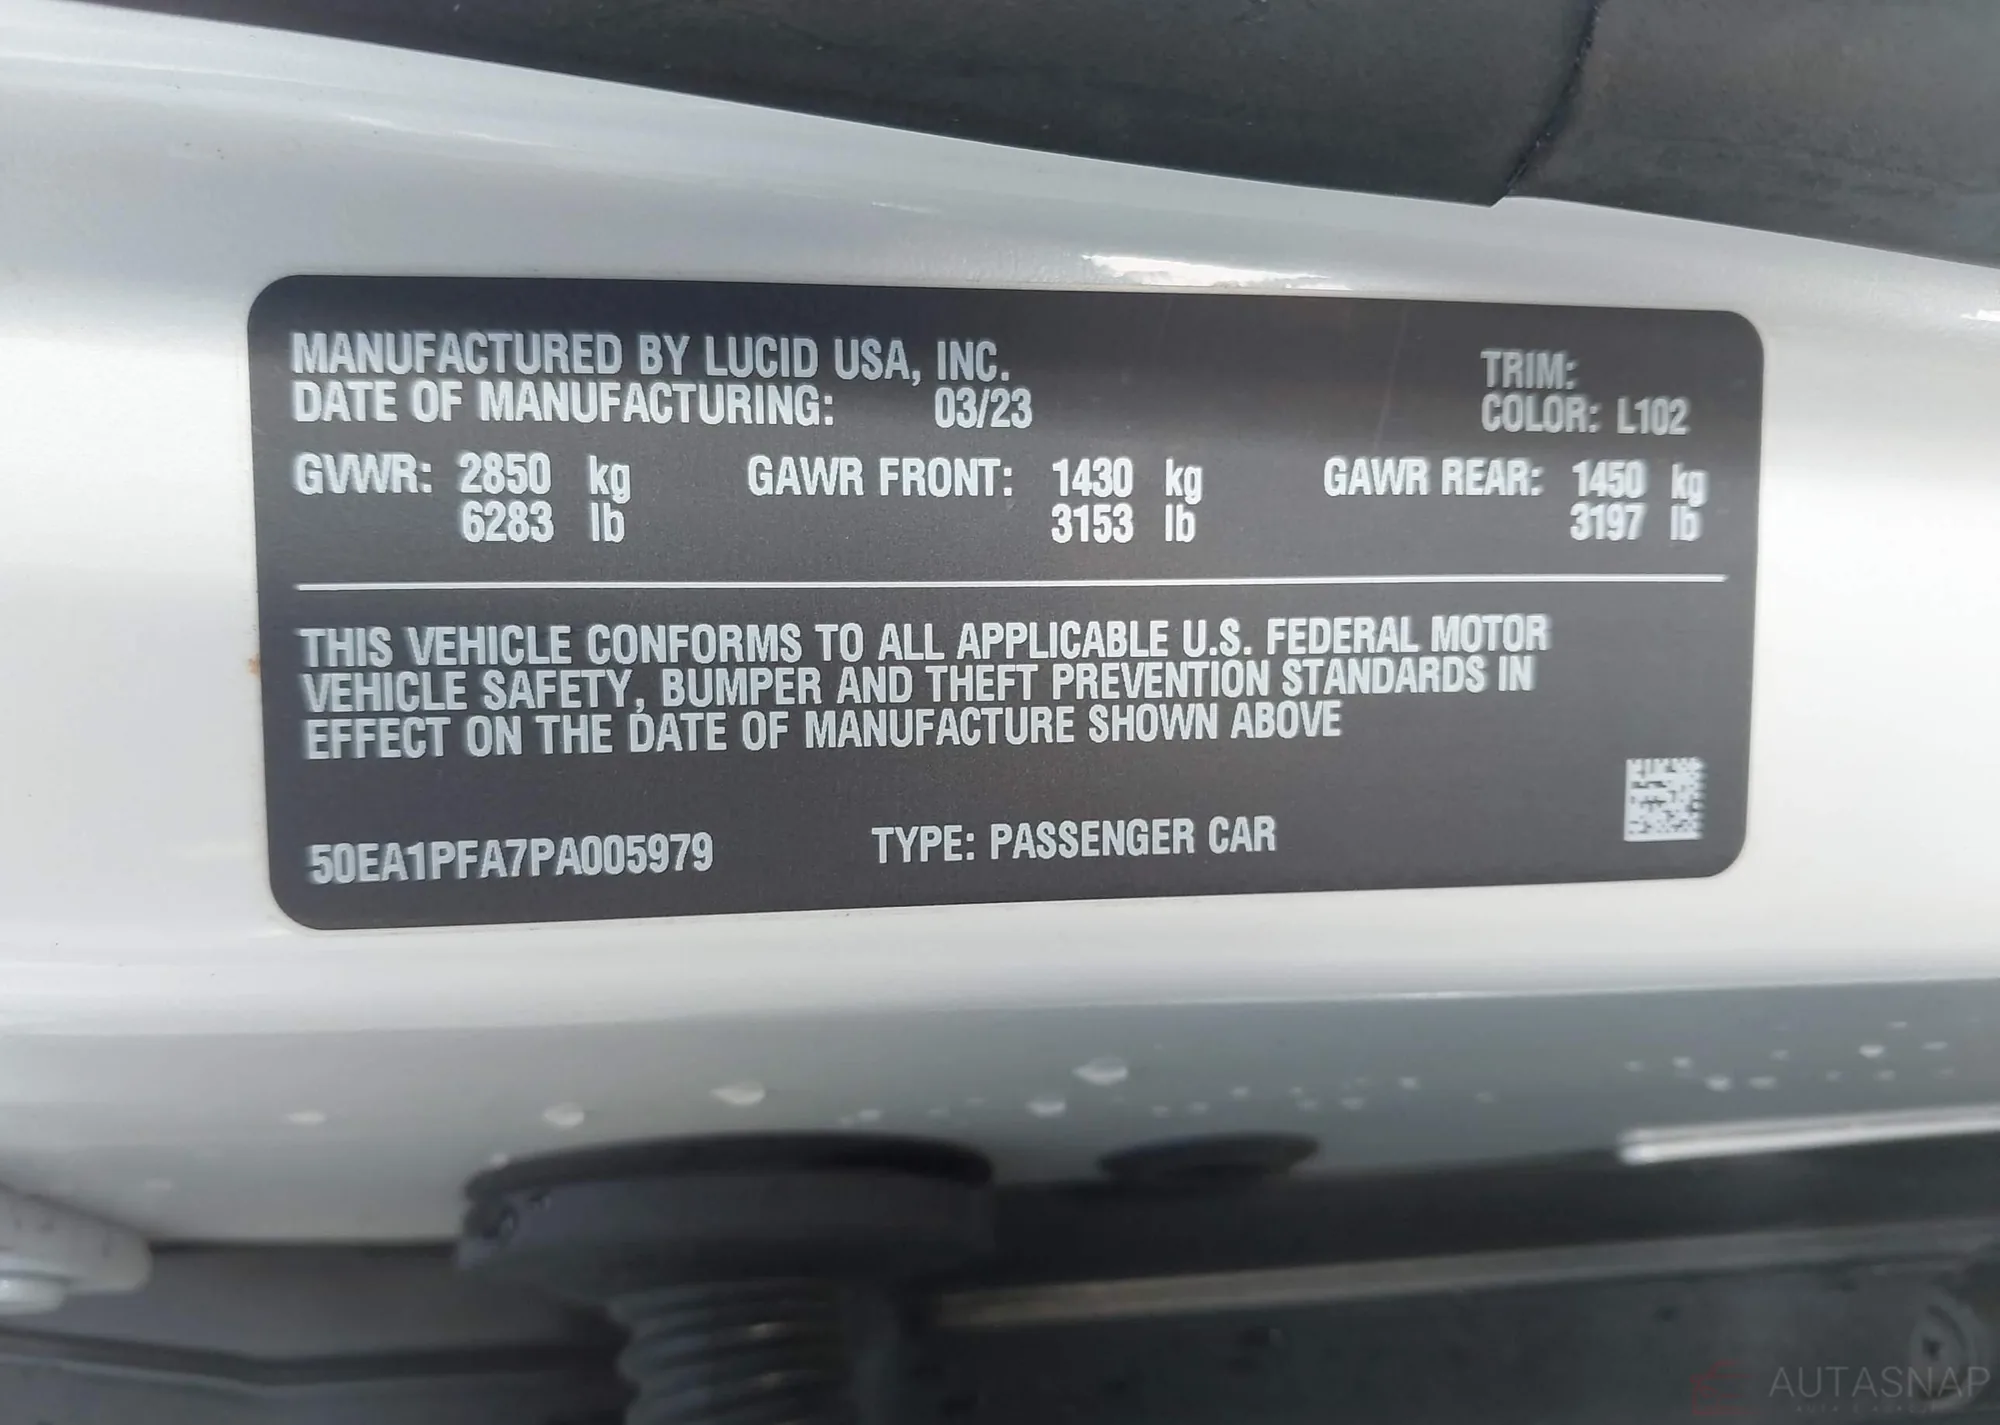 MANUFACTURED BY LUCID USA, INC.
DATE OF MANUFACTURING: 03/23
TRIM:
COLOR: L102
GVWR: 2850 kg GAWR FRONT: 1430 kg GAWR REAR: 1450 kg
6283 lb 3153 lb 3197 lb
THIS VEHICLE CONFORMS TO ALL APPLICABLE U.S. FEDERAL MOTOR
VEHICLE SAFETY, BUMPER AND THEFT PREVENTION STANDARDS IN
EFFECT ON THE DATE OF MANUFACTURE SHOWN ABOVE
50EA1PFA7PA005979 TYPE: PASSENGER CAR
AUTASNAP